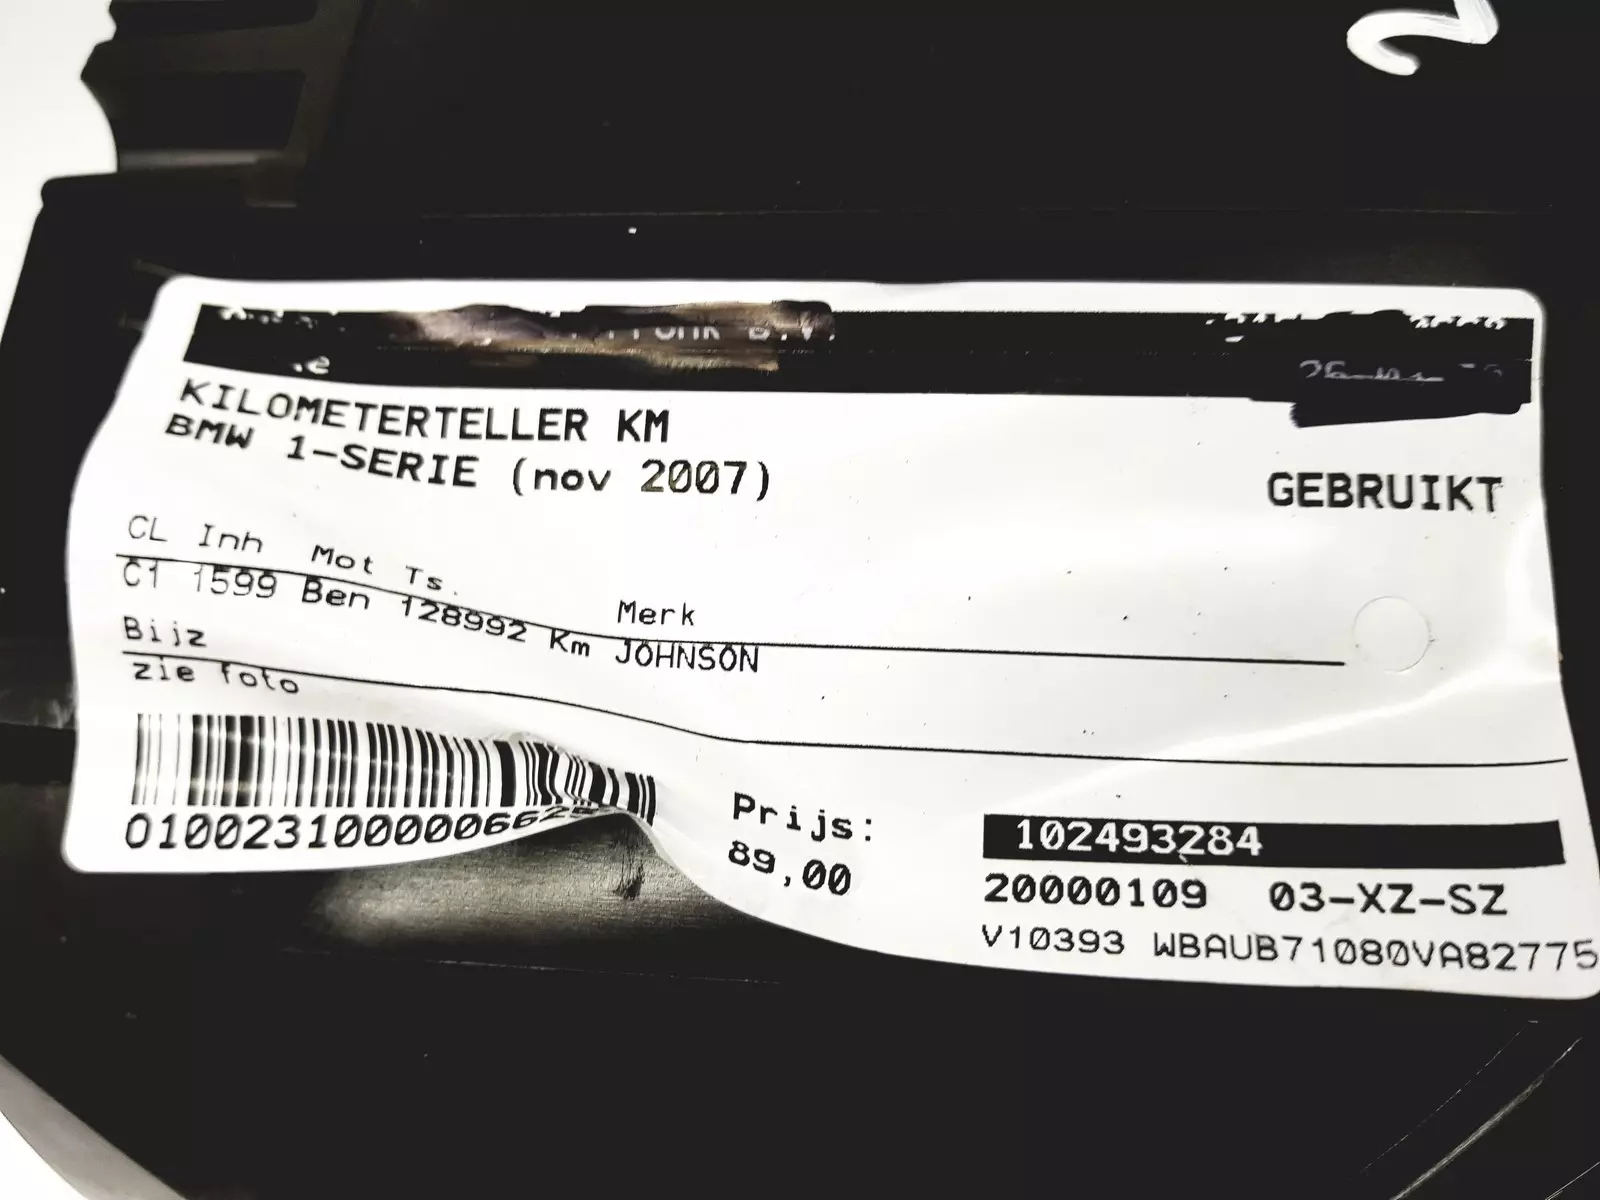 KILOMETERTELLER KM
BMW 1-SERIE (nov 2007)
GEBRUIKT
CL Inh Mot Ts. Merk
C1 1599 Ben 128992 Km JOHNSON
Bijz
zie foto
Prijs:
89,00
102493284
20000109 03-XZ-SZ
V10393 WBAUB71080VA82775